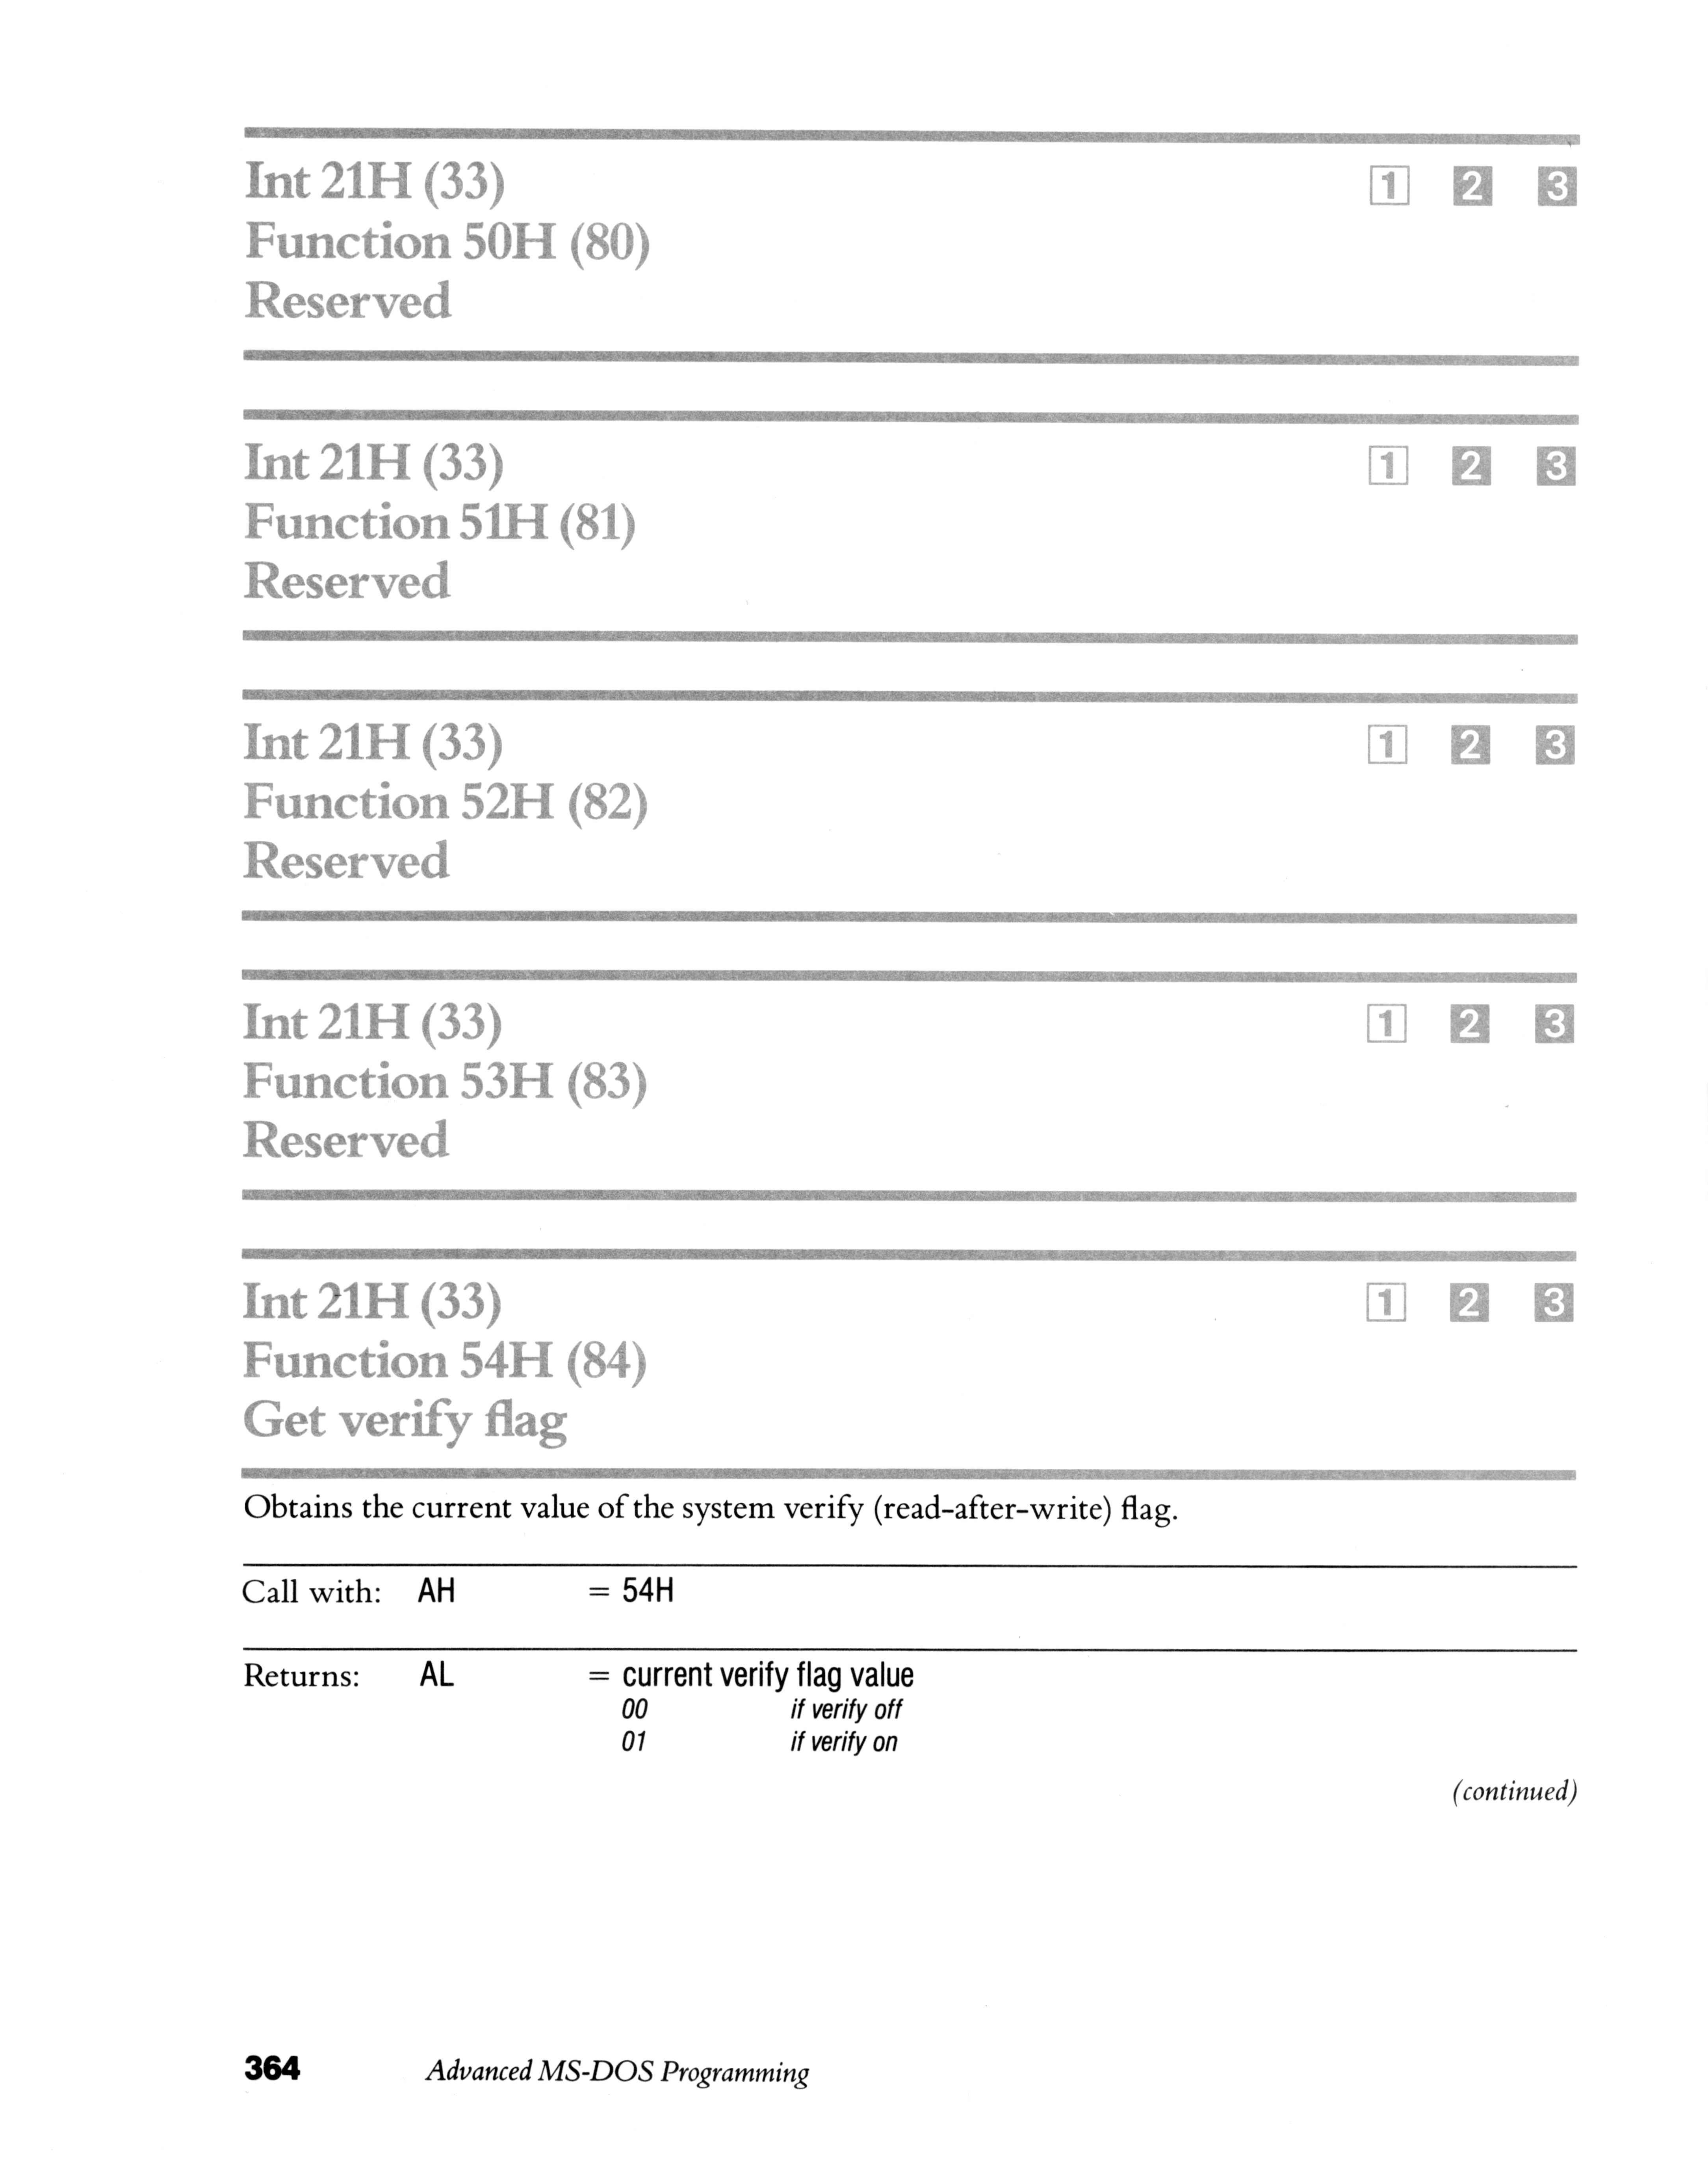 Int 21H (33) 1 2 3
Function 50H (80)
Reserved
Int 21H (33) 1 2 3
Function 51H (81)
Reserved
Int 21H (33) 1 2 3
Function 52H (82)
Reserved
Int 21H (33) 1 2 3
Function 53H (83)
Reserved
Int 21H (33) 1 2 3
Function 54H (84)
Get verify flag
Obtains the current value of the system verify (read-after-write) flag.
Call with: AH = 54H
Returns: AL = current verify flag value
00 if verify off
01 if verify on
(continued)
364 Advanced MS-DOS Programming